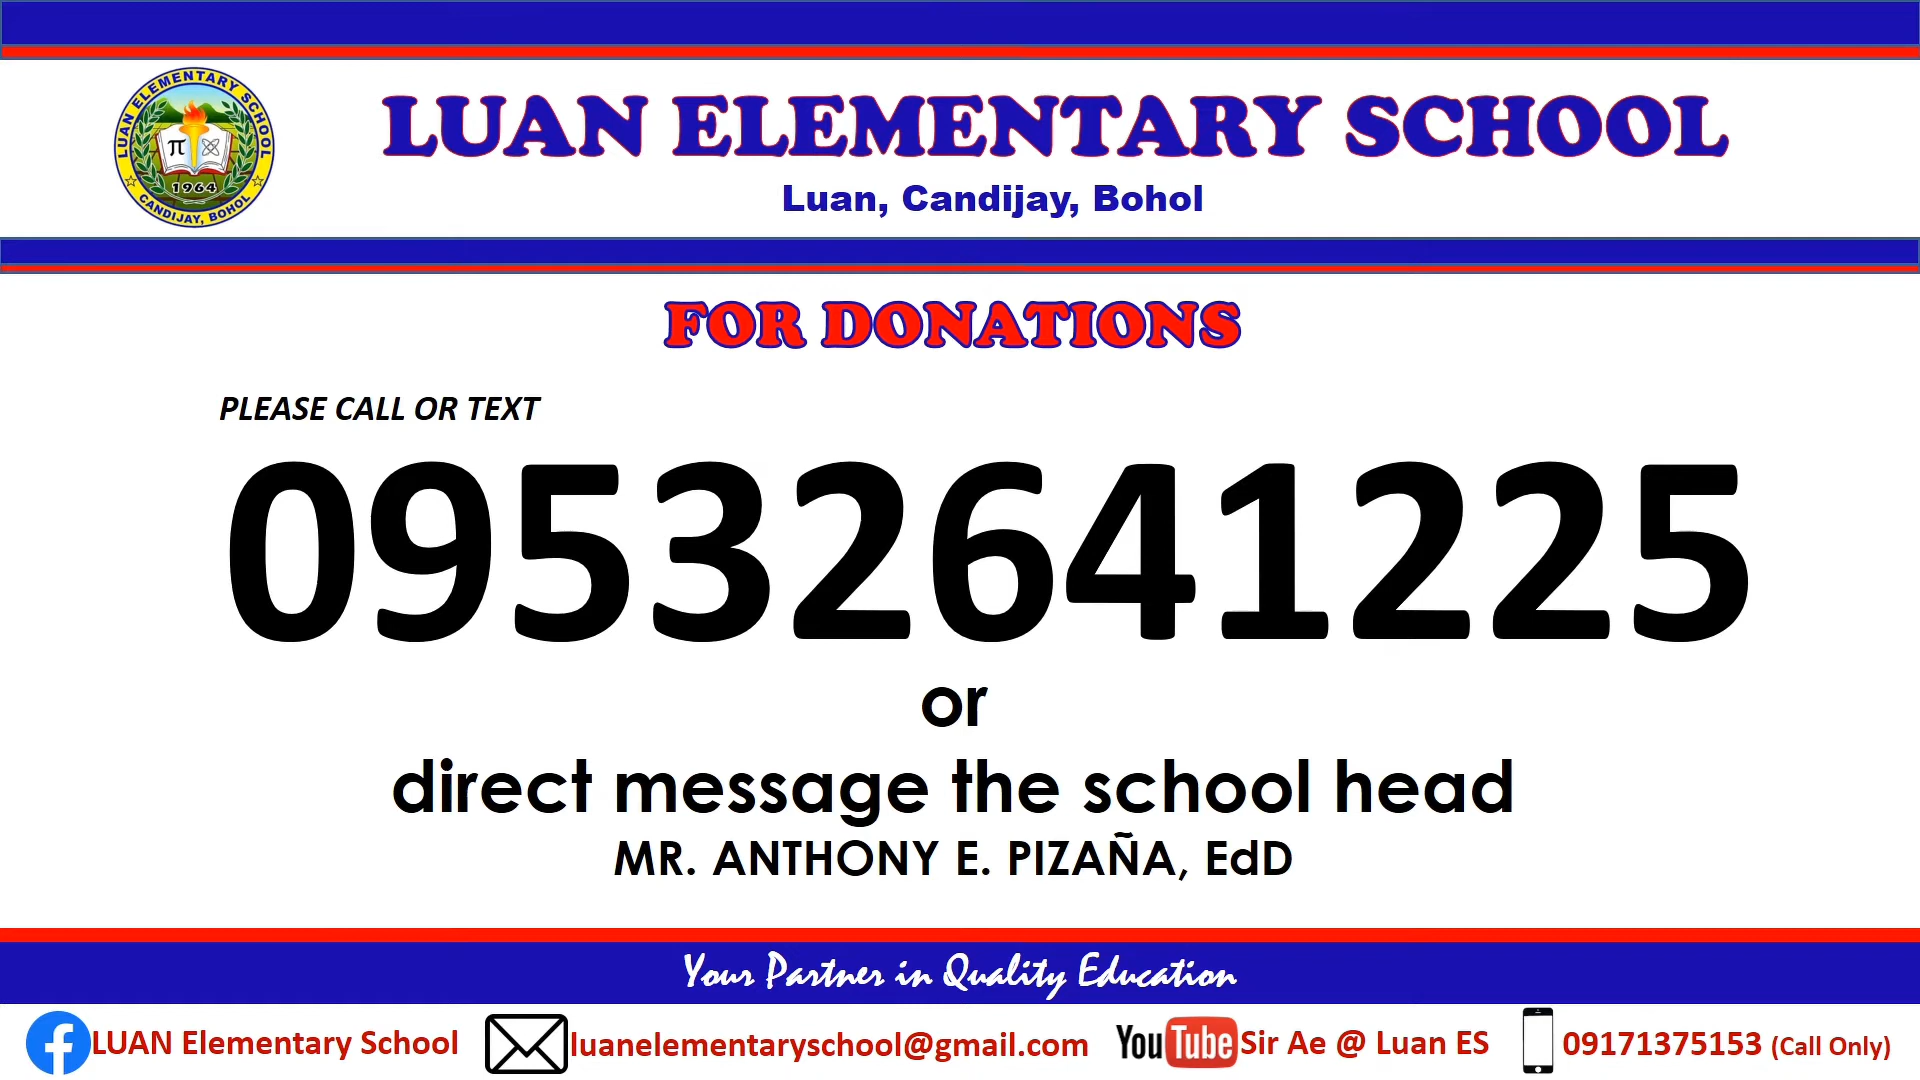 LUAN ELEMENTARY SCHOOL
π
1964
CANDIJAY, BOHOL
LUAN ELEMENTARY SCHOOL
Luan, Candijay, Bohol
FOR DONATIONS
PLEASE CALL OR TEXT
09532641225
or
direct message the school head
MR. ANTHONY E. PIZAÑA, EdD
Your Partner in Quality Education
f LUAN Elementary School luanelementaryschool@gmail.com YouTube Sir Ae @ Luan ES 09171375153 (Call Only)